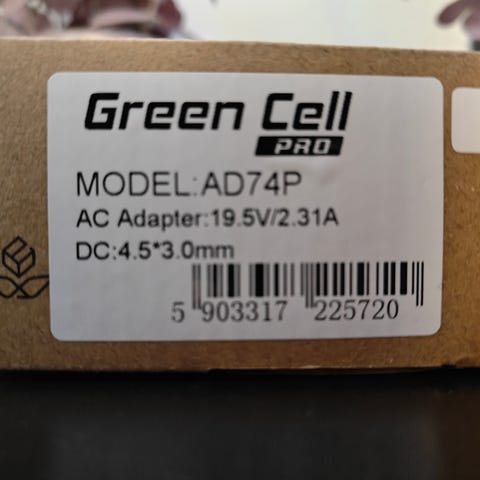 Green Cell
PRO
MODEL:AD74P
AC Adapter:19.5V/2.31A
DC:4.5*3.0mm
5 903317 225720